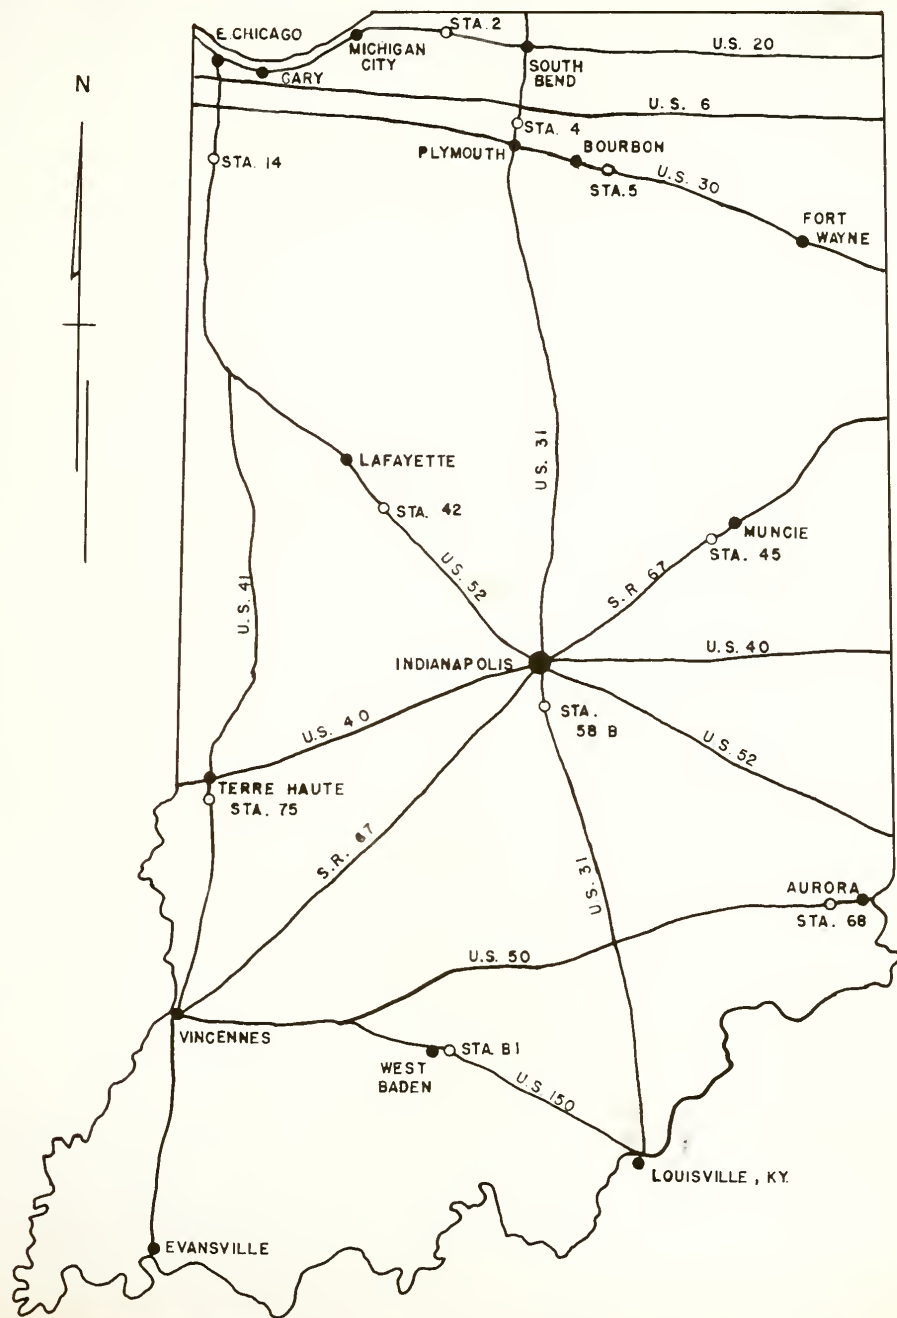 STA. 2
E. CHICAGO
MICHIGAN
CITY
U.S. 20
SOUTH
BEND
GARY
N
U.S. 6
STA. 4
BOURBON
PLYMOUTH
STA. 14
STA. 5
U.S. 30
FORT
WAYNE
U.S. 31
LAFAYETTE
STA. 42
MUNCIE
STA. 45
U.S. 52
S.R. 67
U.S. 41
U.S. 40
INDIANAPOLIS
STA.
58 B
U.S. 40
U.S. 52
TERRE HAUTE
STA. 75
S.R. 67
U.S. 31
AURORA
STA. 68
U.S. 50
VINCENNES
STA. 81
WEST
BADEN
U.S. 150
LOUISVILLE, KY.
EVANSVILLE